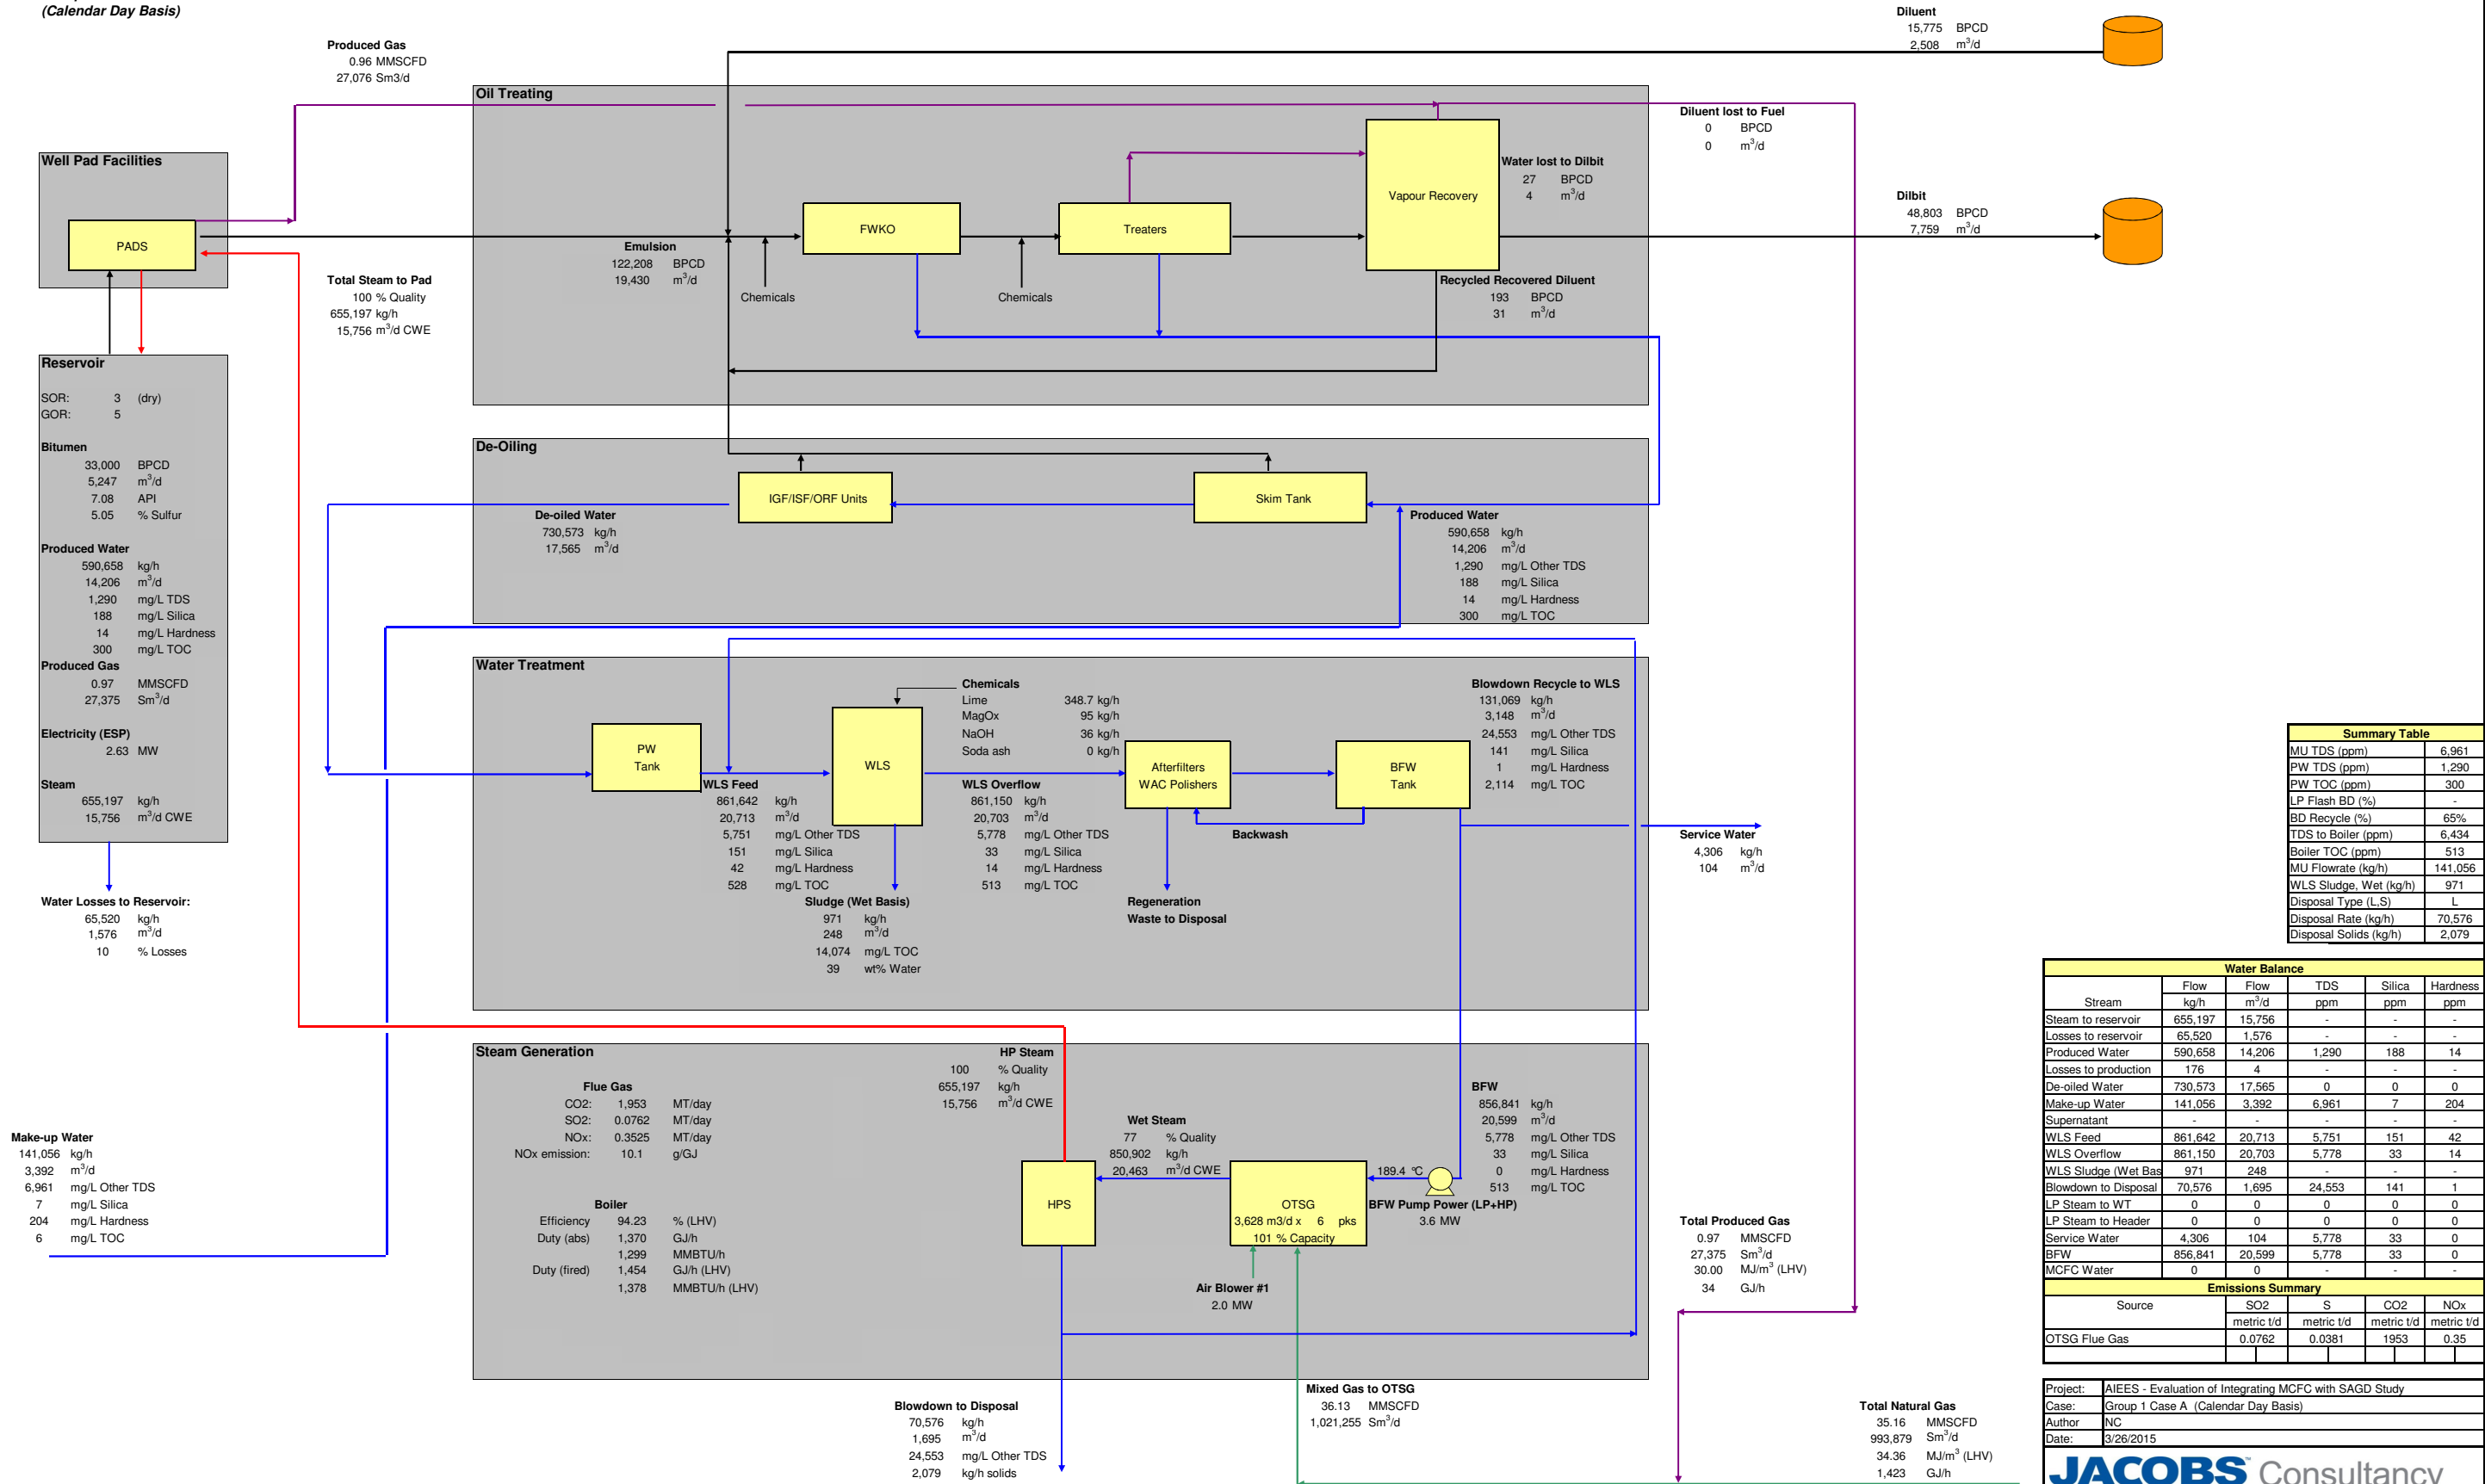 (Calendar Day Basis)
Produced Gas
0.96 MMSCFD
27,076 Sm3/d
Diluent
15,775 BPCD
2,508 m³/d
Oil Treating
Diluent lost to Fuel
0 BPCD
0 m³/d
Well Pad Facilities
PADS
FWKO
Treaters
Vapour Recovery
Water lost to Dilbit
27 BPCD
4 m³/d
Dilbit
48,803 BPCD
7,759 m³/d
Emulsion
122,208 BPCD
19,430 m³/d
Chemicals
Chemicals
Recycled Recovered Diluent
193 BPCD
31 m³/d
Total Steam to Pad
100 % Quality
655,197 kg/h
15,756 m³/d CWE
Reservoir
SOR: 3 (dry)
GOR: 5
Bitumen
33,000 BPCD
5,247 m³/d
7.08 API
5.05 % Sulfur
Produced Water
590,658 kg/h
14,206 m³/d
1,290 mg/L TDS
188 mg/L Silica
14 mg/L Hardness
300 mg/L TOC
Produced Gas
0.97 MMSCFD
27,375 Sm³/d
Electricity (ESP)
2.63 MW
Steam
655,197 kg/h
15,756 m³/d CWE
Water Losses to Reservoir:
65,520 kg/h
1,576 m³/d
10 % Losses
De-Oiling
IGF/ISF/ORF Units
Skim Tank
De-oiled Water
730,573 kg/h
17,565 m³/d
Produced Water
590,658 kg/h
14,206 m³/d
1,290 mg/L Other TDS
188 mg/L Silica
14 mg/L Hardness
300 mg/L TOC
Water Treatment
PW
Tank
WLS
Chemicals
Lime 348.7 kg/h
MagOx 95 kg/h
NaOH 36 kg/h
Soda ash 0 kg/h
Afterfilters
WAC Polishers
BFW
Tank
Blowdown Recycle to WLS
131,069 kg/h
3,148 m³/d
24,553 mg/L Other TDS
141 mg/L Silica
1 mg/L Hardness
2,114 mg/L TOC
WLS Feed
861,642 kg/h
20,713 m³/d
5,751 mg/L Other TDS
151 mg/L Silica
42 mg/L Hardness
528 mg/L TOC
WLS Overflow
861,150 kg/h
20,703 m³/d
5,778 mg/L Other TDS
33 mg/L Silica
14 mg/L Hardness
513 mg/L TOC
Backwash
Service Water
4,306 kg/h
104 m³/d
Sludge (Wet Basis)
971 kg/h
248 m³/d
14,074 mg/L TOC
39 wt% Water
Regeneration
Waste to Disposal
Summary Table
MU TDS (ppm) 6,961
PW TDS (ppm) 1,290
PW TOC (ppm) 300
LP Flash BD (%) -
BD Recycle (%) 65%
TDS to Boiler (ppm) 6,434
Boiler TOC (ppm) 513
MU Flowrate (kg/h) 141,056
WLS Sludge, Wet (kg/h) 971
Disposal Type (L,S) L
Disposal Rate (kg/h) 70,576
Disposal Solids (kg/h) 2,079
Steam Generation
Flue Gas
CO2: 1,953 MT/day
SO2: 0.0762 MT/day
NOx: 0.3525 MT/day
NOx emission: 10.1 g/GJ
Boiler
Efficiency 94.23 % (LHV)
Duty (abs) 1,370 GJ/h
1,299 MMBTU/h
Duty (fired) 1,454 GJ/h (LHV)
1,378 MMBTU/h (LHV)
HP Steam
100 % Quality
655,197 kg/h
15,756 m³/d CWE
Wet Steam
77 % Quality
850,902 kg/h
20,463 m³/d CWE
BFW
856,841 kg/h
20,599 m³/d
5,778 mg/L Other TDS
33 mg/L Silica
0 mg/L Hardness
513 mg/L TOC
189.4 ℃
HPS
OTSG
3,628 m3/d x 6 pks
101 % Capacity
BFW Pump Power (LP+HP)
3.6 MW
Air Blower #1
2.0 MW
Make-up Water
141,056 kg/h
3,392 m³/d
6,961 mg/L Other TDS
7 mg/L Silica
204 mg/L Hardness
6 mg/L TOC
Total Produced Gas
0.97 MMSCFD
27,375 Sm³/d
30.00 MJ/m³ (LHV)
34 GJ/h
Blowdown to Disposal
70,576 kg/h
1,695 m³/d
24,553 mg/L Other TDS
2,079 kg/h solids
Mixed Gas to OTSG
36.13 MMSCFD
1,021,255 Sm³/d
Total Natural Gas
35.16 MMSCFD
993,879 Sm³/d
34.36 MJ/m³ (LHV)
1,423 GJ/h
Water Balance
Flow Flow TDS Silica Hardness
Stream kg/h m³/d ppm ppm ppm
Steam to reservoir 655,197 15,756 - - -
Losses to reservoir 65,520 1,576 - - -
Produced Water 590,658 14,206 1,290 188 14
Losses to production 176 4 - - -
De-oiled Water 730,573 17,565 0 0 0
Make-up Water 141,056 3,392 6,961 7 204
Supernatant - - - - -
WLS Feed 861,642 20,713 5,751 151 42
WLS Overflow 861,150 20,703 5,778 33 14
WLS Sludge (Wet Bas 971 248 - - -
Blowdown to Disposal 70,576 1,695 24,553 141 1
LP Steam to WT 0 0 0 0 0
LP Steam to Header 0 0 0 0 0
Service Water 4,306 104 5,778 33 0
BFW 856,841 20,599 5,778 33 0
MCFC Water 0 0 - - -
Emissions Summary
Source SO2 S CO2 NOx
metric t/d metric t/d metric t/d metric t/d
OTSG Flue Gas 0.0762 0.0381 1953 0.35
Project: AIEES - Evaluation of Integrating MCFC with SAGD Study
Case: Group 1 Case A (Calendar Day Basis)
Author NC
Date: 3/26/2015
JACOBS™ Consultancy